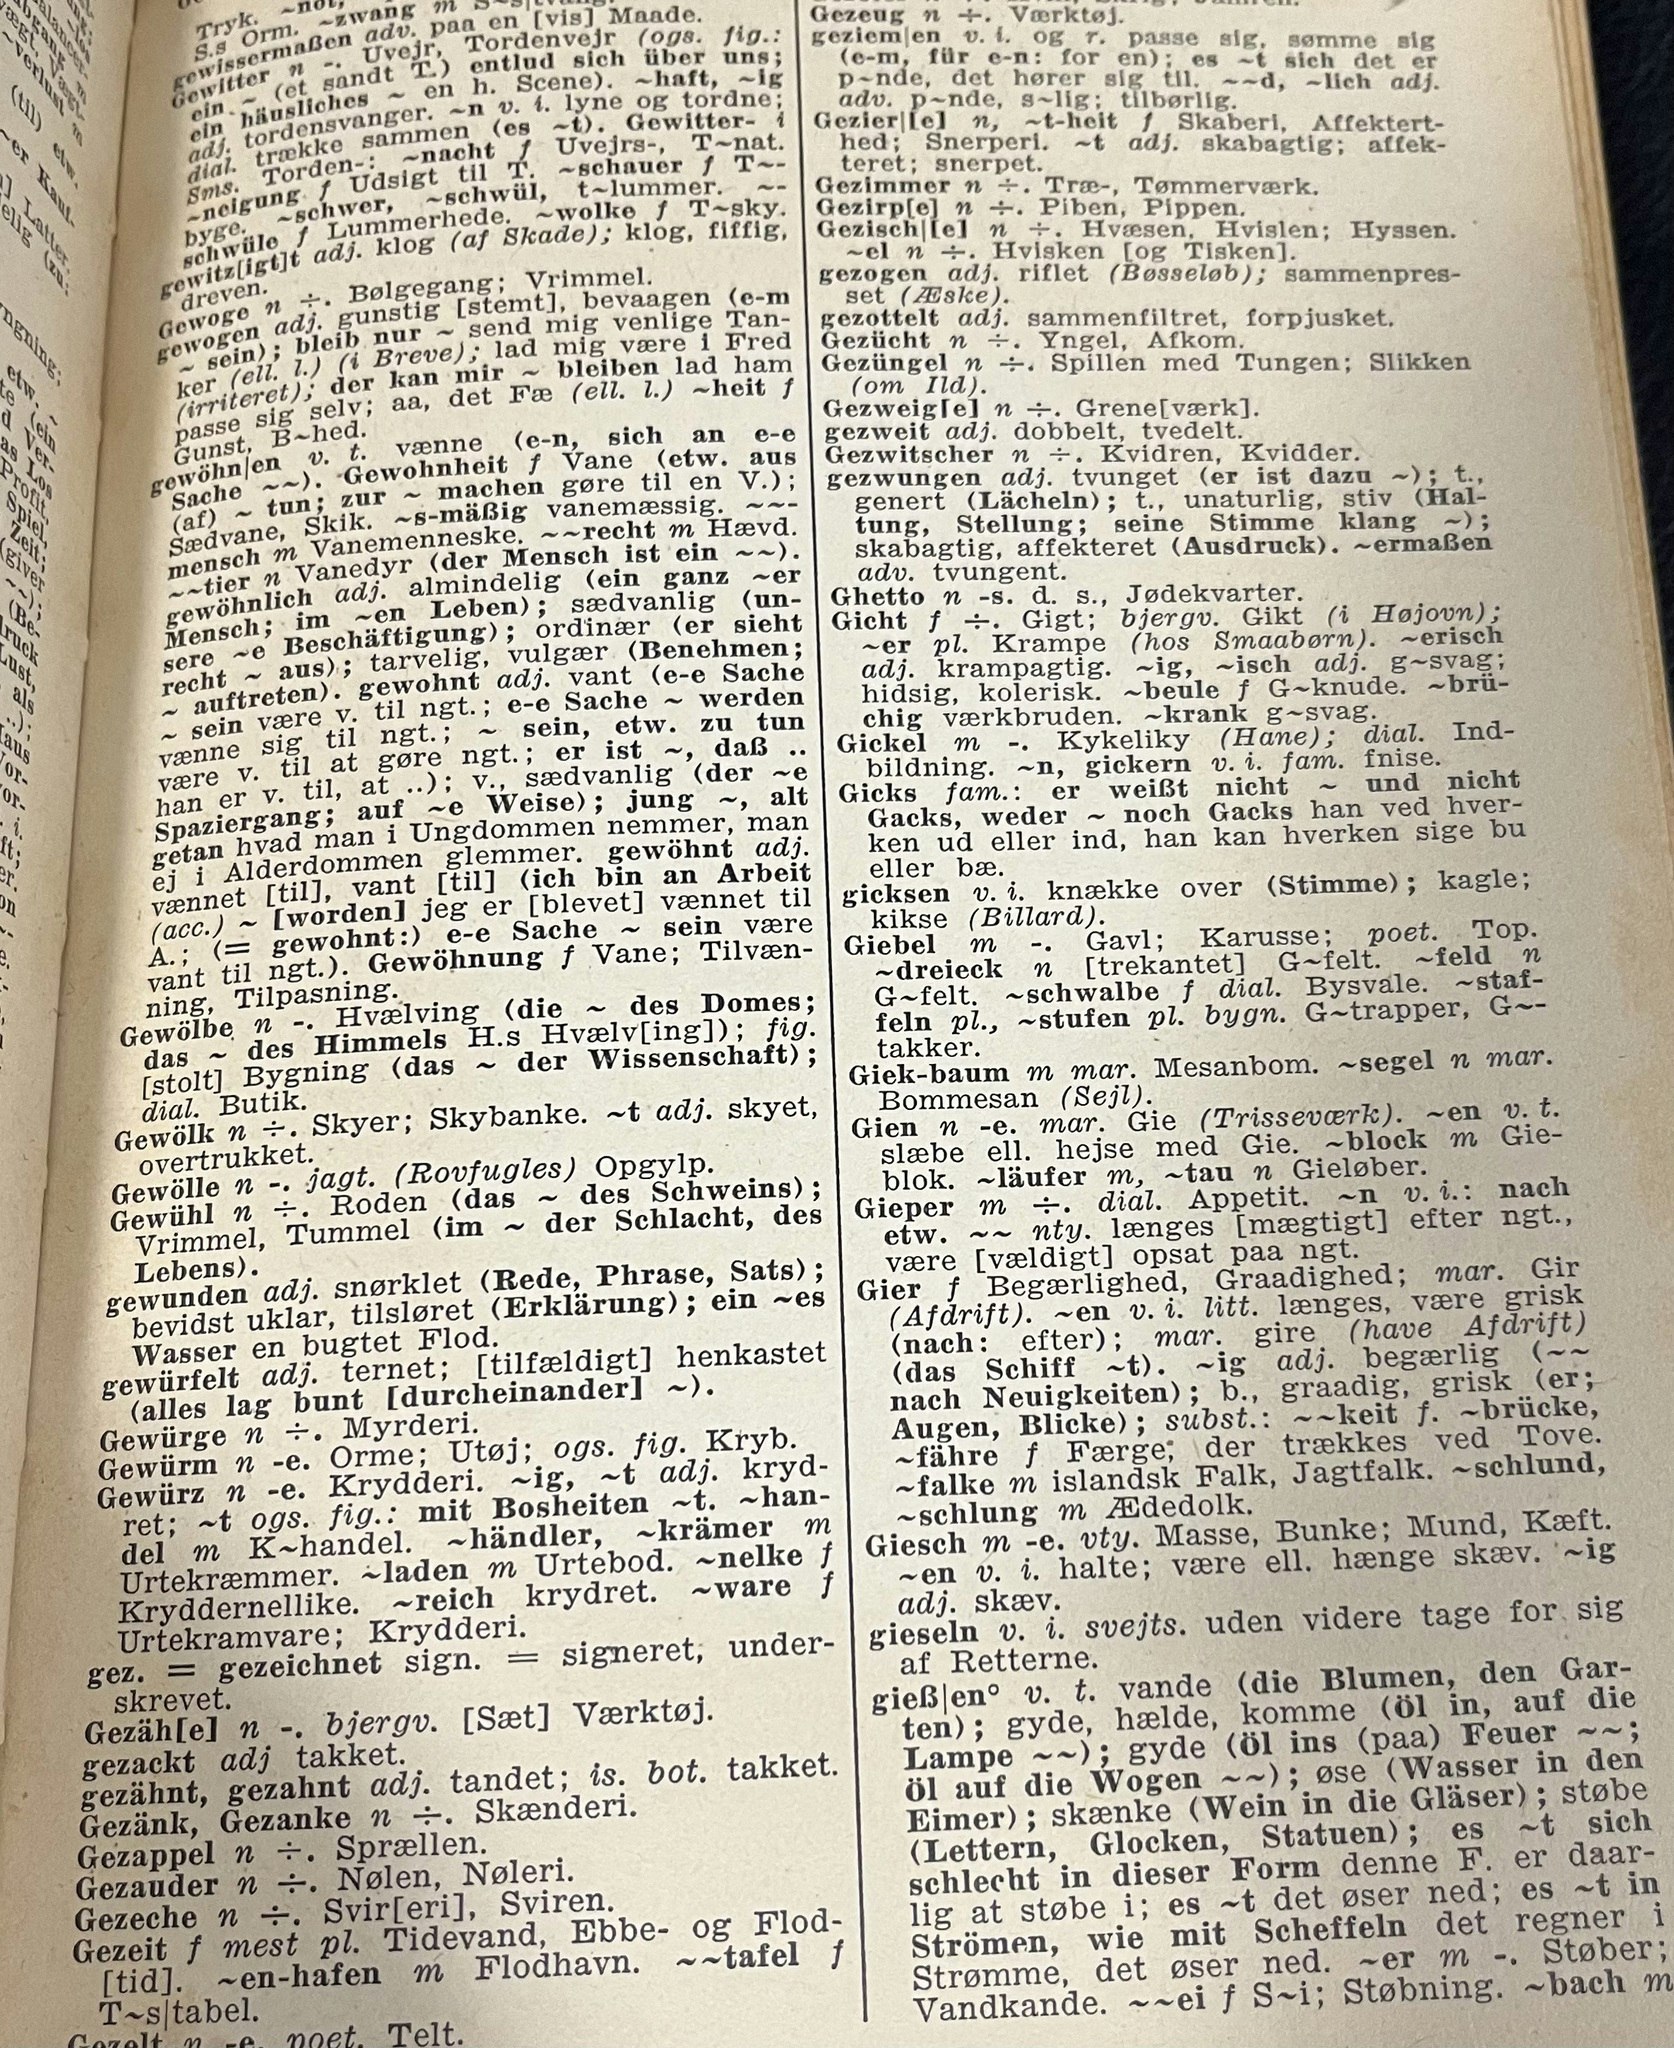 Tryk.
S.s Orm. ~zwang m
gewissermaßen adv. paa en [vis] Maade.
Gewitter n -. Uvejr, Tordenvejr (ogs. fig.:
ein ~ (et sandt T.) entlud sich über uns;
ein häusliches ~ en h. Scene). ~haft, ~ig
adj. tordensvanger. ~n v. i. lyne og tordne;
dial. trække sammen (es ~t). Gewitter- i
Sms. Torden-: ~nacht f Uvejrs-, T~nat.
~neigung f Udsigt til T. ~schauer f T~-
byge. ~schwer, ~schwül, t~lummer. ~-
schwüle f Lummerhede. ~wolke f T~sky.
gewitz[igt]t adj. klog (af Skade); klog, fiffig,
dreven.
Gewoge n ÷. Bølgegang; Vrimmel.
gewogen adj. gunstig [stemt], bevaagen (e-m
~ sein); bleib nur ~ send mig venlige Tan-
ker (ell. l.) (i Breve); lad mig være i Fred
(irriteret); der kan mir ~ bleiben lad ham
passe sig selv; aa, det Fæ (ell. l.) ~heit f
Gunst, B~hed.
gewöhn|en v. t. vænne (e-n, sich an e-e
Sache ~~). Gewohnheit f Vane (etw. aus
(af) ~ tun; zur ~ machen gøre til en V.);
Sædvane, Skik. ~s-mäßig vanemæssig. ~~-
mensch m Vanemenneske. ~~recht m Hævd.
~~tier n Vanedyr (der Mensch ist ein ~~).
gewöhnlich adj. almindelig (ein ganz ~er
Mensch; im ~en Leben); sædvanlig (un-
sere ~e Beschäftigung); ordinær (er sieht
recht ~ aus); tarvelig, vulgær (Benehmen;
~ auftreten). gewohnt adj. vant (e-e Sache
~ sein være v. til ngt.; e-e Sache ~ werden
vænne sig til ngt.; ~ sein, etw. zu tun
være v. til at gøre ngt.; er ist ~, daß ..
han er v. til, at ..); v., sædvanlig (der ~e
Spaziergang; auf ~e Weise); jung ~, alt
getan hvad man i Ungdommen nemmer, man
ej i Alderdommen glemmer. gewöhnt adj.
vænnet [til], vant [til] (ich bin an Arbeit
(acc.) ~ [worden] jeg er [blevet] vænnet til
A.; (= gewohnt:) e-e Sache ~ sein være
vant til ngt.). Gewöhnung f Vane; Tilvæn-
ning, Tilpasning.
Gewölbe n -. Hvælving (die ~ des Domes;
das ~ des Himmels H.s Hvælv[ing]); fig.
[stolt] Bygning (das ~ der Wissenschaft);
dial. Butik.
Gewölk n ÷. Skyer; Skybanke. ~t adj. skyet,
overtrukket.
Gewölle n -. jagt. (Rovfugles) Opgylp.
Gewühl n ÷. Roden (das ~ des Schweins);
Vrimmel, Tummel (im ~ der Schlacht, des
Lebens).
gewunden adj. snørklet (Rede, Phrase, Sats);
bevidst uklar, tilsløret (Erklärung); ein ~es
Wasser en bugtet Flod.
gewürfelt adj. ternet; [tilfældigt] henkastet
(alles lag bunt [durcheinander] ~).
Gewürge n ÷. Myrderi.
Gewürm n -e. Orme; Utøj; ogs. fig. Kryb.
Gewürz n -e. Krydderi. ~ig, ~t adj. kryd-
ret; ~t ogs. fig.: mit Bosheiten ~t. ~han-
del m K~handel. ~händler, ~krämer m
Urtekræmmer. ~laden m Urtebod. ~nelke f
Kryddernellike. ~reich krydret. ~ware f
Urtekramvare; Krydderi.
gez. = gezeichnet sign. = signeret, under-
skrevet.
Gezäh[e] n -. bjergv. [Sæt] Værktøj.
gezackt adj takket.
gezähnt, gezahnt adj. tandet; is. bot. takket.
Gezänk, Gezanke n ÷. Skænderi.
Gezappel n ÷. Sprællen.
Gezauder n ÷. Nølen, Nøleri.
Gezeche n ÷. Svir[eri], Sviren.
Gezeit f mest pl. Tidevand, Ebbe- og Flod-
[tid]. ~en-hafen m Flodhavn. ~~tafel f
T~s|tabel.
Gezelt n -e. poet. Telt.
Gezeug n ÷. Værktøj.
geziem|en v. i. og r. passe sig, sømme sig
(e-m, für e-n: for en); es ~t sich det er
p~nde, det hører sig til. ~~d, ~lich adj.
adv. p~nde, s~lig; tilbørlig.
Gezier|[e] n, ~t-heit f Skaberi, Affektert-
hed; Snerperi. ~t adj. skabagtig; affek-
teret; snerpet.
Gezimmer n ÷. Træ-, Tømmerværk.
Gezirp[e] n ÷. Piben, Pippen.
Gezisch|[e] n ÷. Hvæsen, Hvislen; Hyssen.
~el n ÷. Hvisken [og Tisken].
gezogen adj. riflet (Bøsseløb); sammenpres-
set (Æske).
gezottelt adj. sammenfiltret, forpjusket.
Gezücht n ÷. Yngel, Afkom.
Gezüngel n ÷. Spillen med Tungen; Slikken
(om Ild).
Gezweig[e] n ÷. Grene[værk].
gezweit adj. dobbelt, tvedelt.
Gezwitscher n ÷. Kvidren, Kvidder.
gezwungen adj. tvunget (er ist dazu ~); t.,
genert (Lächeln); t., unaturlig, stiv (Hal-
tung, Stellung; seine Stimme klang ~);
skabagtig, affekteret (Ausdruck). ~ermaßen
adv. tvungent.
Ghetto n -s. d. s., Jødekvarter.
Gicht f ÷. Gigt; bjergv. Gikt (i Højovn);
~er pl. Krampe (hos Smaabørn). ~erisch
adj. krampagtig. ~ig, ~isch adj. g~svag;
hidsig, kolerisk. ~beule f G~knude. ~brü-
chig værkbruden. ~krank g~svag.
Gickel m -. Kykeliky (Hane); dial. Ind-
bildning. ~n, gickern v. i. fam. fnise.
Gicks fam.: er weißt nicht ~ und nicht
Gacks, weder ~ noch Gacks han ved hver-
ken ud eller ind, han kan hverken sige bu
eller bæ.
gicksen v. i. knække over (Stimme); kagle;
kikse (Billard).
Giebel m -. Gavl; Karusse; poet. Top.
~dreieck n [trekantet] G~felt. ~feld n
G~felt. ~schwalbe f dial. Bysvale. ~staf-
feln pl., ~stufen pl. bygn. G~trapper, G~-
takker.
Giek-baum m mar. Mesanbom. ~segel n mar.
Bommesan (Sejl).
Gien n -e. mar. Gie (Trisseværk). ~en v. t.
slæbe ell. hejse med Gie. ~block m Gie-
blok. ~läufer m, ~tau n Gieløber.
Gieper m ÷. dial. Appetit. ~n v. i.: nach
etw. ~~ nty. længes [mægtigt] efter ngt.,
være [vældigt] opsat paa ngt.
Gier f Begærlighed, Graadighed; mar. Gir
(Afdrift). ~en v. i. litt. længes, være grisk
(nach: efter); mar. gire (have Afdrift)
(das Schiff ~t). ~ig adj. begærlig (~~
nach Neuigkeiten); b., graadig, grisk (er;
Augen, Blicke); subst.: ~~keit f. ~brücke,
~fähre f Færge, der trækkes ved Tove.
~falke m islandsk Falk, Jagtfalk. ~schlund,
~schlung m Ædedolk.
Giesch m -e. vty. Masse, Bunke; Mund, Kæft.
~en v. i. halte; være ell. hænge skæv. ~ig
adj. skæv.
gieseln v. i. svejts. uden videre tage for sig
af Retterne.
gieß|en° v. t. vande (die Blumen, den Gar-
ten); gyde, hælde, komme (öl in, auf die
Lampe ~~); gyde (öl ins (paa) Feuer ~~;
öl auf die Wogen ~~); øse (Wasser in den
Eimer); skænke (Wein in die Gläser); støbe
(Lettern, Glocken, Statuen); es ~t sich
schlecht in dieser Form denne F. er daar-
lig at støbe i; es ~t det øser ned; es ~t in
Strömen, wie mit Scheffeln det regner i
Strømme, det øser ned. ~er m -. Støber;
Vandkande. ~~ei f S~i; Støbning. ~bach m